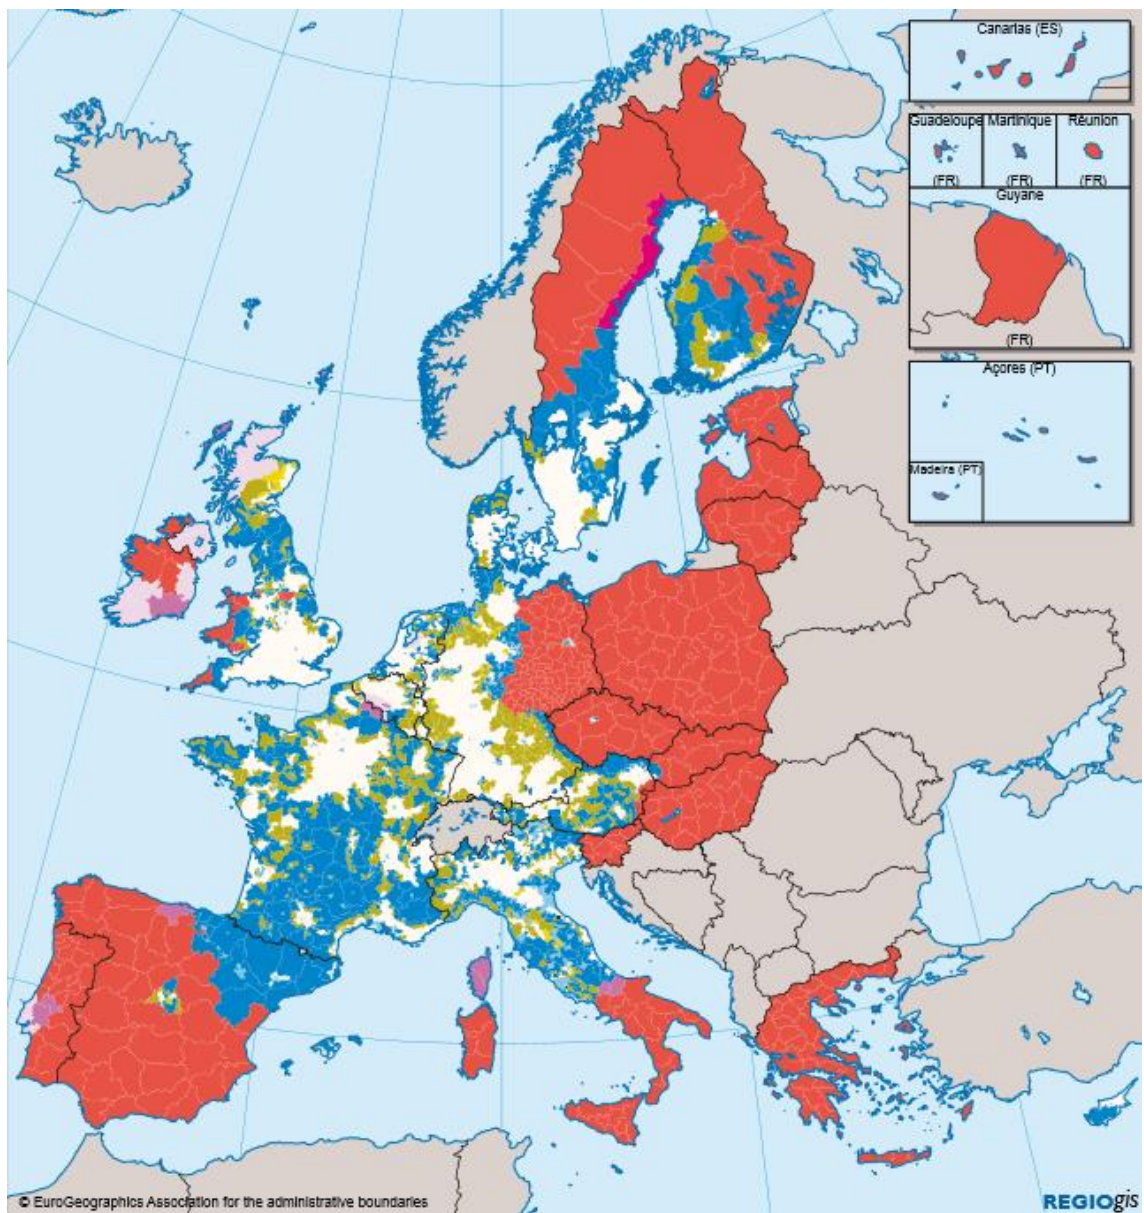 Canarias (ES)
Guadeloupe
Martinique
Réunion
(FR)
(FR)
(FR)
Guyane
(FR)
Açores (PT)
Madeira (PT)
© EuroGeographics Association for the administrative boundaries
REGIOgis